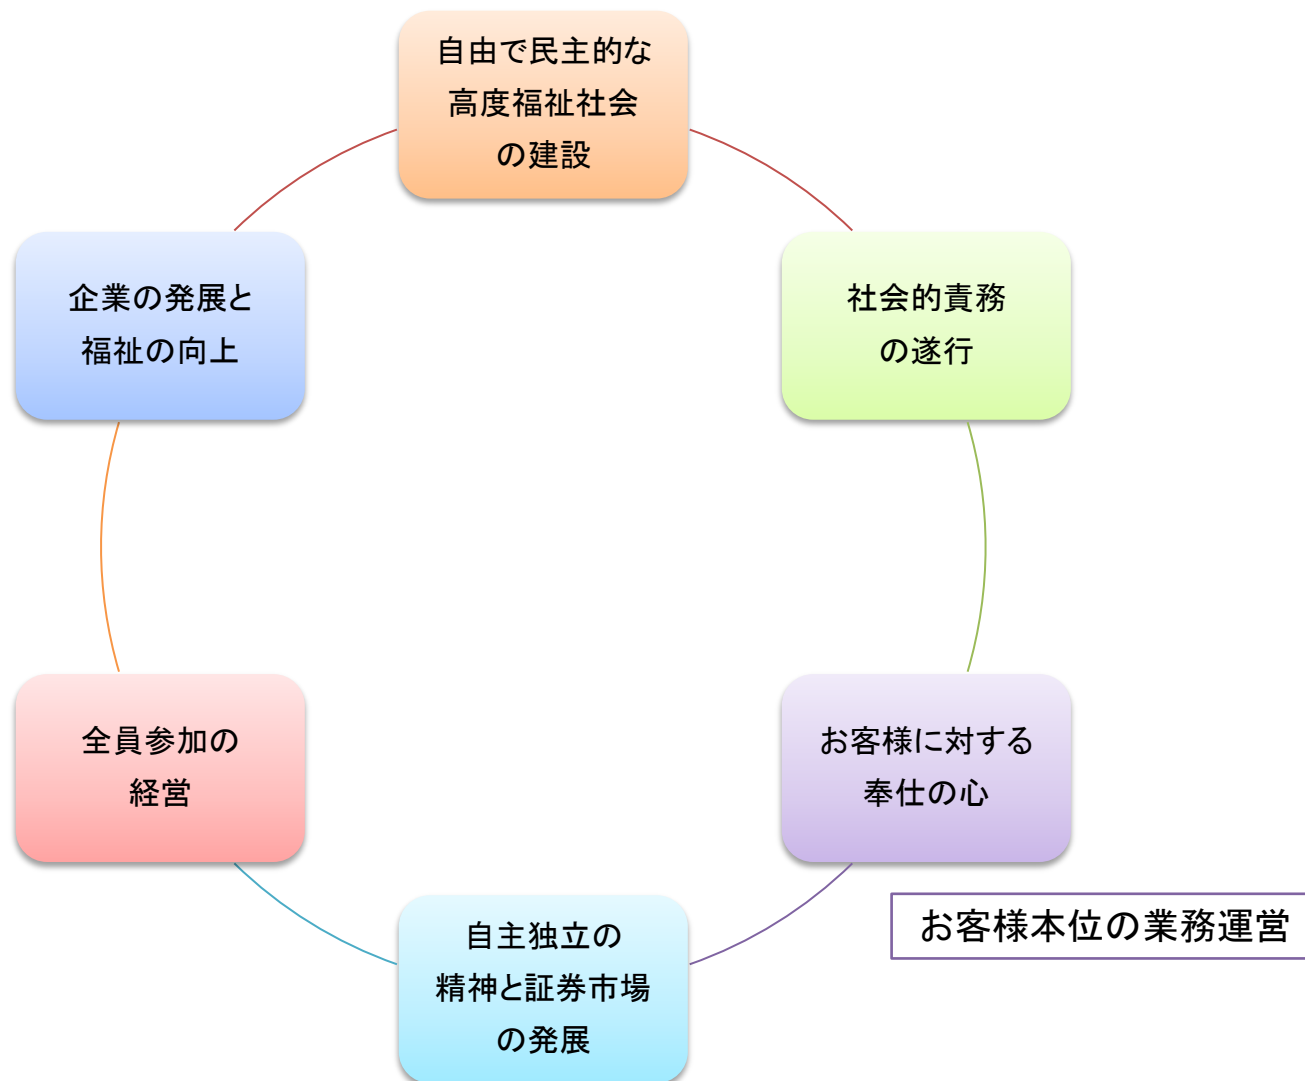 自由で民主的な
高度福祉社会
の建設
社会的責務
の遂行
お客様に対する
奉仕の心
お客様本位の業務運営
自主独立の
精神と証券市場
の発展
全員参加の
経営
企業の発展と
福祉の向上